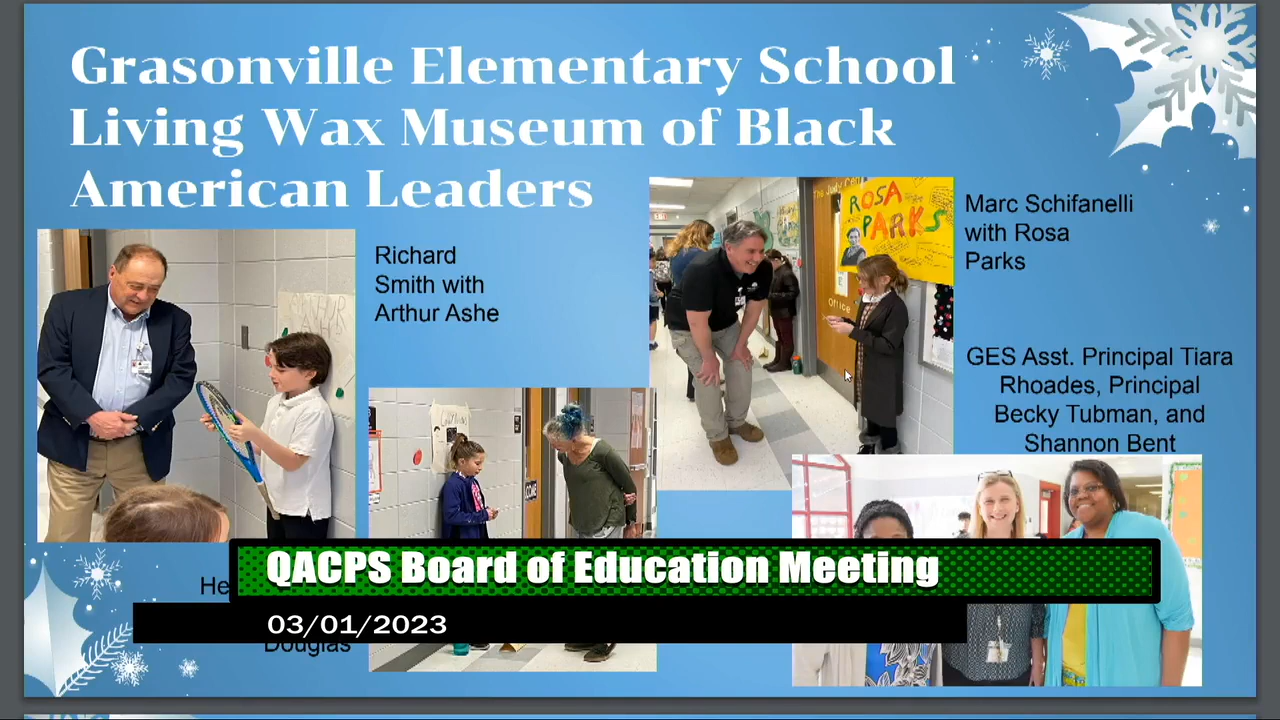 Grasonville Elementary School
Living Wax Museum of Black
American Leaders
Richard
Smith with
Arthur Ashe
ROSA
PARKS
Office
Marc Schifanelli
with Rosa
Parks
GES Asst. Principal Tiara
Rhoades, Principal
Becky Tubman, and
Shannon Bent
He
Douglas
QACPS Board of Education Meeting
03/01/2023